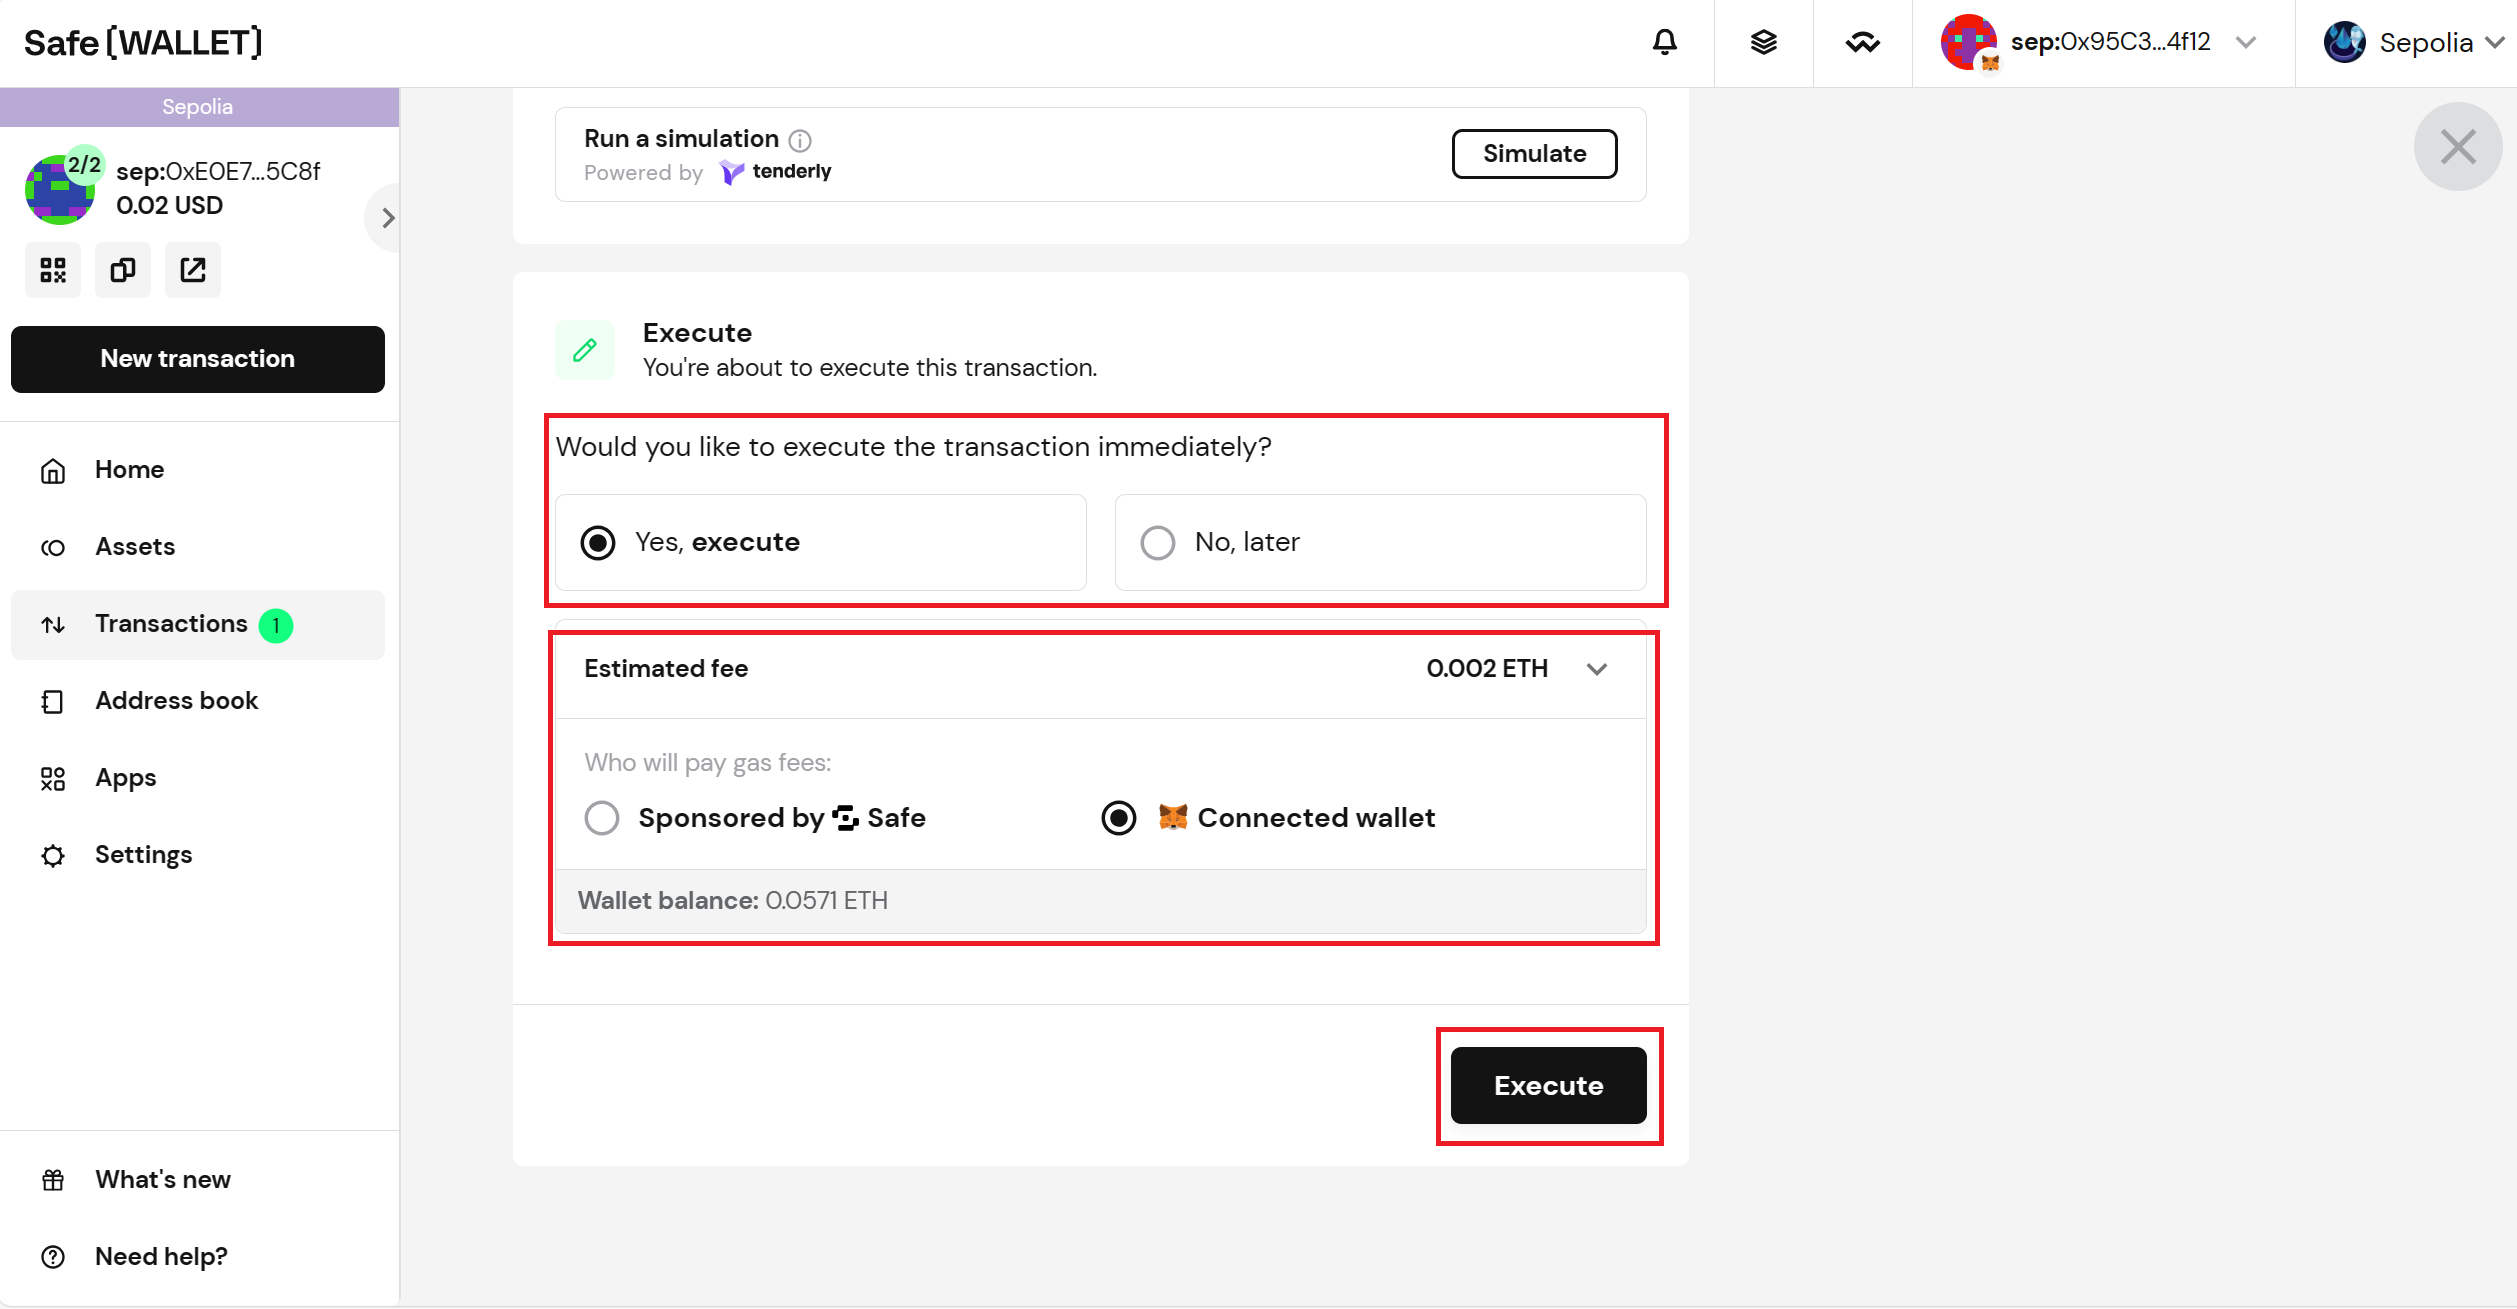 Safe[WALLET]
sep:0x95C3...4f12
Sepolia
Sepolia
2/2
sep:0xE0E7...5C8f
0.02 USD
New transaction
Home
Assets
Transactions 1
Address book
Apps
Settings
What's new
Need help?
Run a simulation
Powered by tenderly
Simulate
Execute
You're about to execute this transaction.
Would you like to execute the transaction immediately?
Yes, execute
No, later
Estimated fee 0.002 ETH
Who will pay gas fees:
Sponsored by Safe
Connected wallet
Wallet balance: 0.0571 ETH
Execute